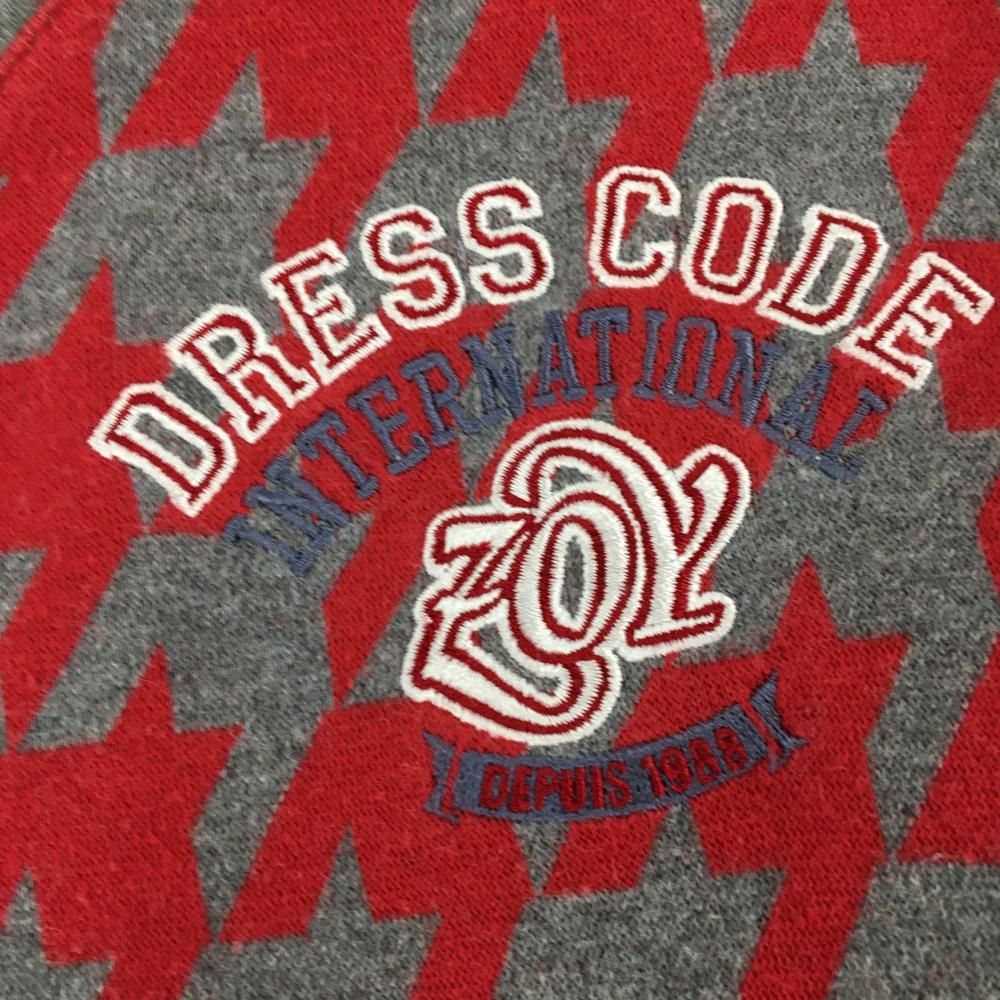 DRESS CODE
INTERNATIONAL
ZOY
DEPUIS 1988